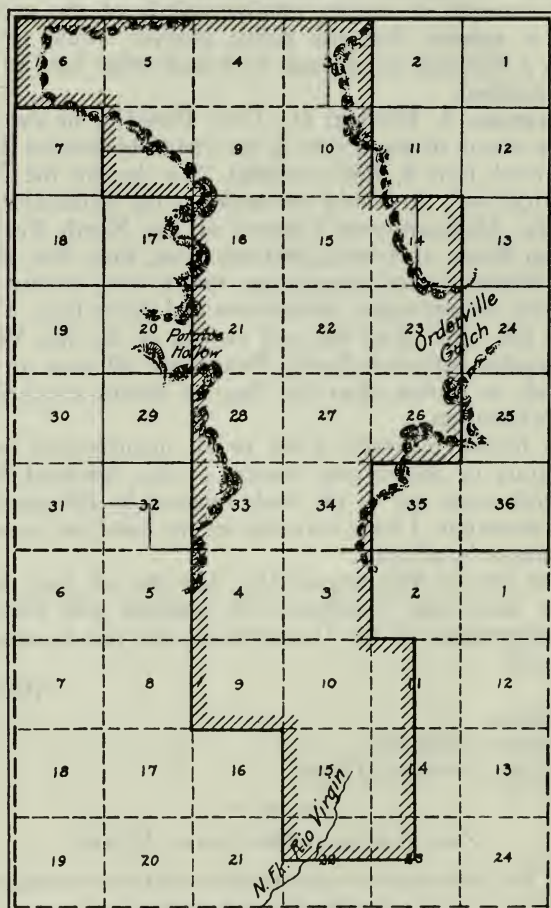 6 5 4 3 2 1
7 9 10 11 12
18 17 16 15 14 13
19 20 21 22 23 24
Potatoe
Hollow
Orderville
Gulch
30 29 28 27 26 25
31 32 33 34 35 36
6 5 4 3 2 1
7 8 9 10 11 12
18 17 16 15 14 13
19 20 21 23 24
N. Fk. Rio Virgin